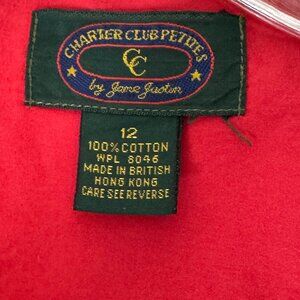 CHARTER CLUB PETITES
CC
by Jane Justin
12
100% COTTON
WPL 8046
MADE IN BRITISH
HONG KONG
CARE SEE REVERSE